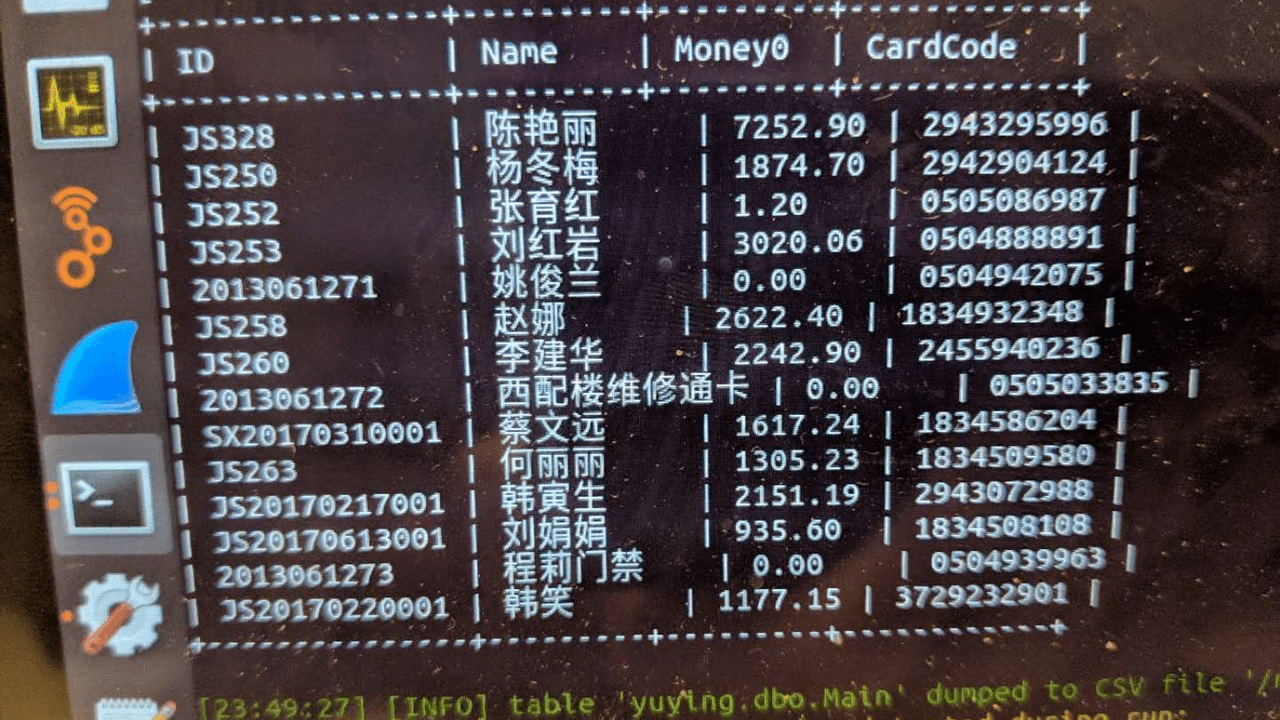 ID | Name | Money0 | CardCode |
JS328 | 陈艳丽 | 7252.90 | 2943295996 |
JS250 | 杨冬梅 | 1874.70 | 2942904124 |
JS252 | 张育红 | 1.20 | 0505086987 |
JS253 | 刘红岩 | 3020.06 | 0504888891 |
2013061271 | 姚俊兰 | 0.00 | 0504942075 |
JS258 | 赵娜 | 2622.40 | 1834932348 |
JS260 | 李建华 | 2242.90 | 2455940236 |
2013061272 | 西配楼维修通卡 | 0.00 | 0505033835 |
SX20170310001 | 蔡文远 | 1617.24 | 1834586204 |
JS263 | 何丽丽 | 1305.23 | 1834509580 |
JS20170217001 | 韩寅生 | 2151.19 | 2943072988 |
JS20170613001 | 刘娟娟 | 935.60 | 1834508108 |
2013061273 | 程莉门禁 | 0.00 | 0504939963 |
JS20170220001 | 韩笑 | 1177.15 | 3729232901 |
[23:49:27] [INFO] table 'yuying.dbo.Main' dumped to CSV file '/